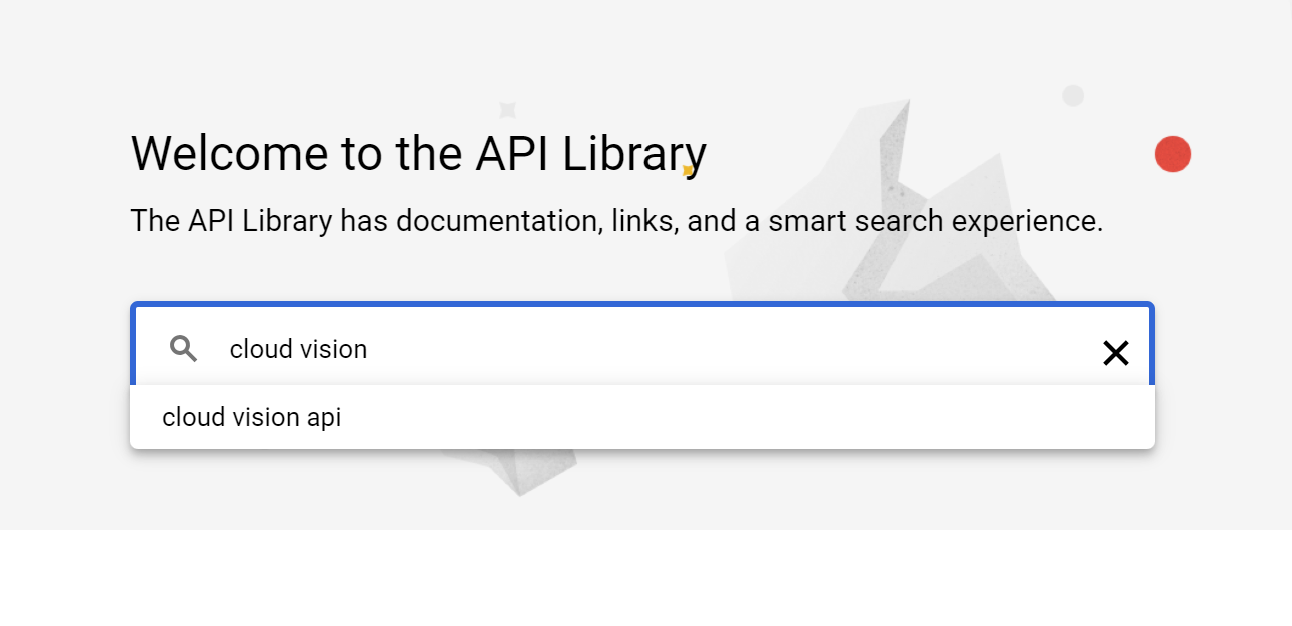 Welcome to the API Library
The API Library has documentation, links, and a smart search experience.
cloud vision
cloud vision api